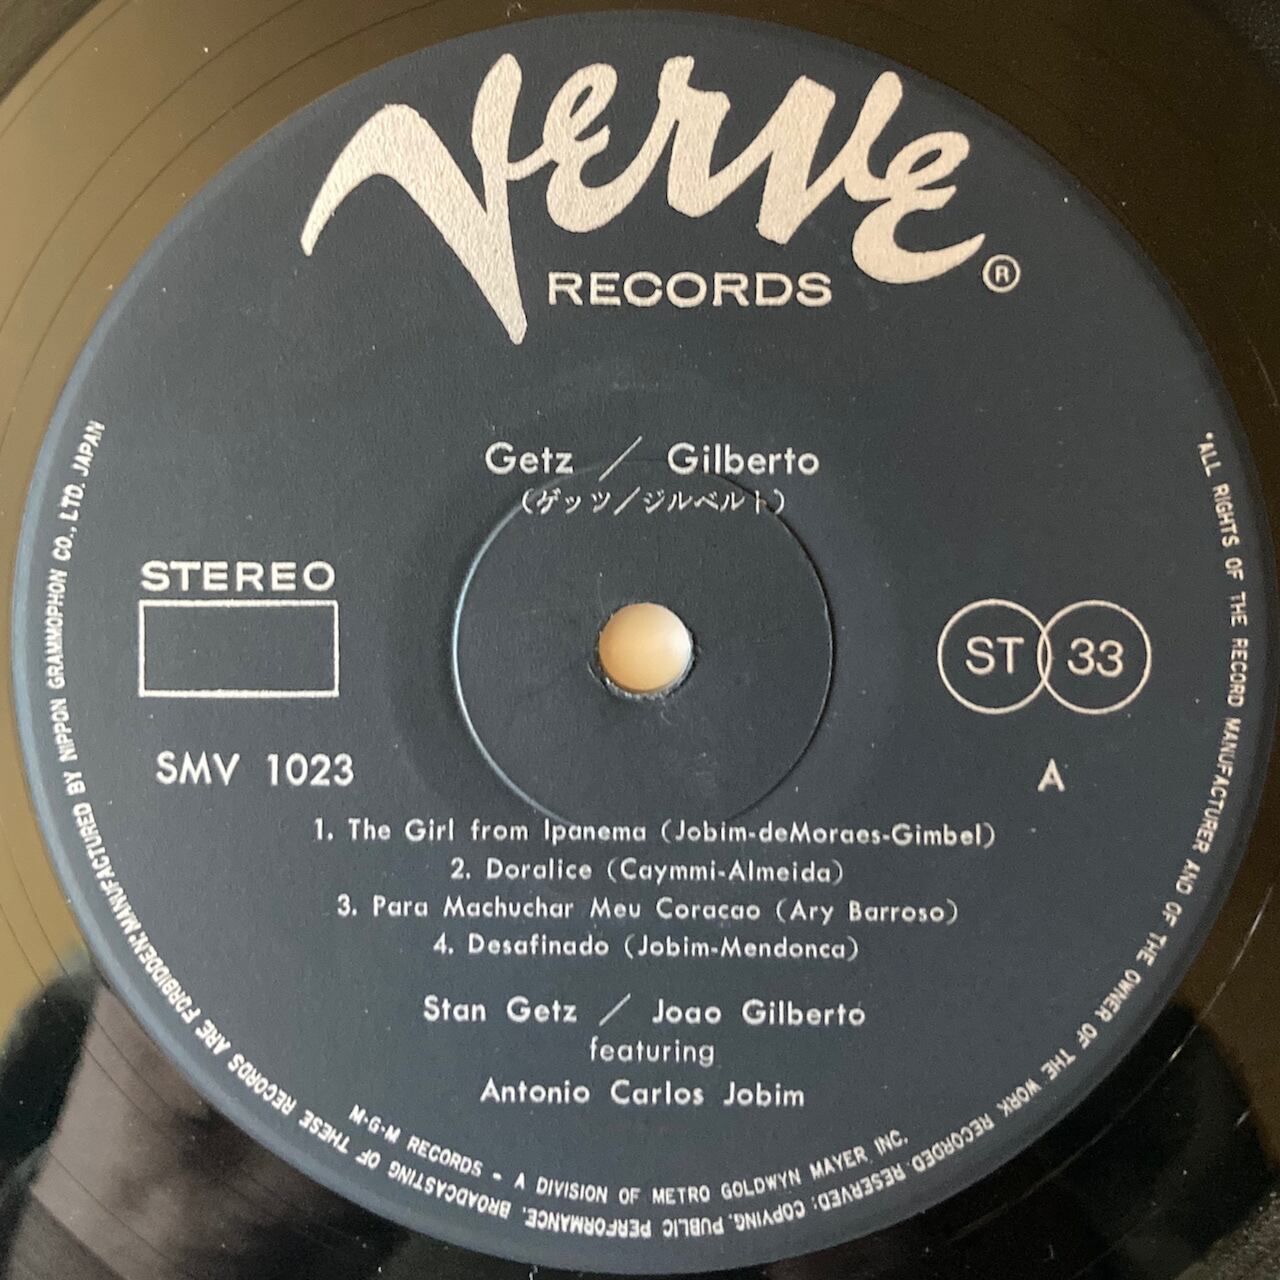 Verve
RECORDS ®
Getz / Gilberto
(ゲッツ/ジルベルト)
STEREO
ST 33
SMV 1023
A
1. The Girl from Ipanema (Jobim-deMoraes-Gimbel)
2. Doralice (Caymmi-Almeida)
3. Para Machuchar Meu Coracao (Ary Barroso)
4. Desafinado (Jobim-Mendonca)
Stan Getz / Joao Gilberto
featuring
Antonio Carlos Jobim
M-G-M RECORDS - A DIVISION OF METRO GOLDWYN MAYER INC.
"ALL RIGHTS OF THE RECORD MANUFACTURER AND OF THE OWNER OF THE WORK RECORDED RESERVED: COPYING, PUBLIC PERFORMANCE, BROADCASTING OF THESE RECORDS ARE FORBIDDEN", MANUFACTURED BY NIPPON GRAMMOPHON CO., LTD. JAPAN